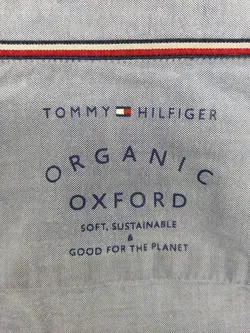 TOMMY HILFIGER
ORGANIC
OXFORD
SOFT, SUSTAINABLE
&
GOOD FOR THE PLANET